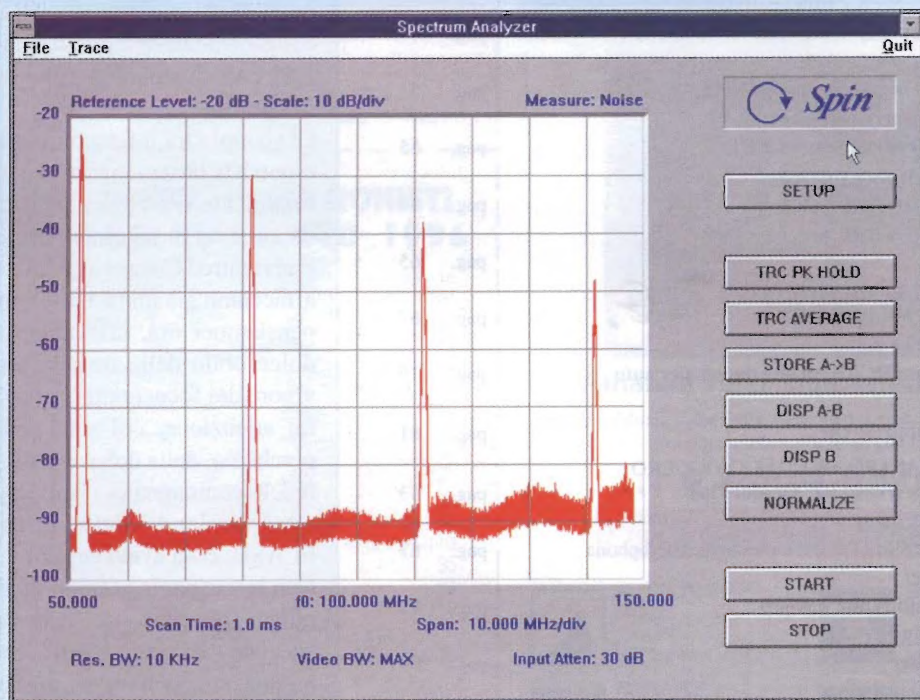 Spectrum Analyzer
File Trace Quit
Reference Level: -20 dB - Scale: 10 dB/div Measure: Noise
Spin
-20
-30
-40
-50
-60
-70
-80
-90
-100
50.000 f0: 100.000 MHz 150.000
Scan Time: 1.0 ms Span: 10.000 MHz/div
Res. BW: 10 KHz Video BW: MAX Input Atten: 30 dB
SETUP
TRC PK HOLD
TRC AVERAGE
STORE A->B
DISP A-B
DISP B
NORMALIZE
START
STOP